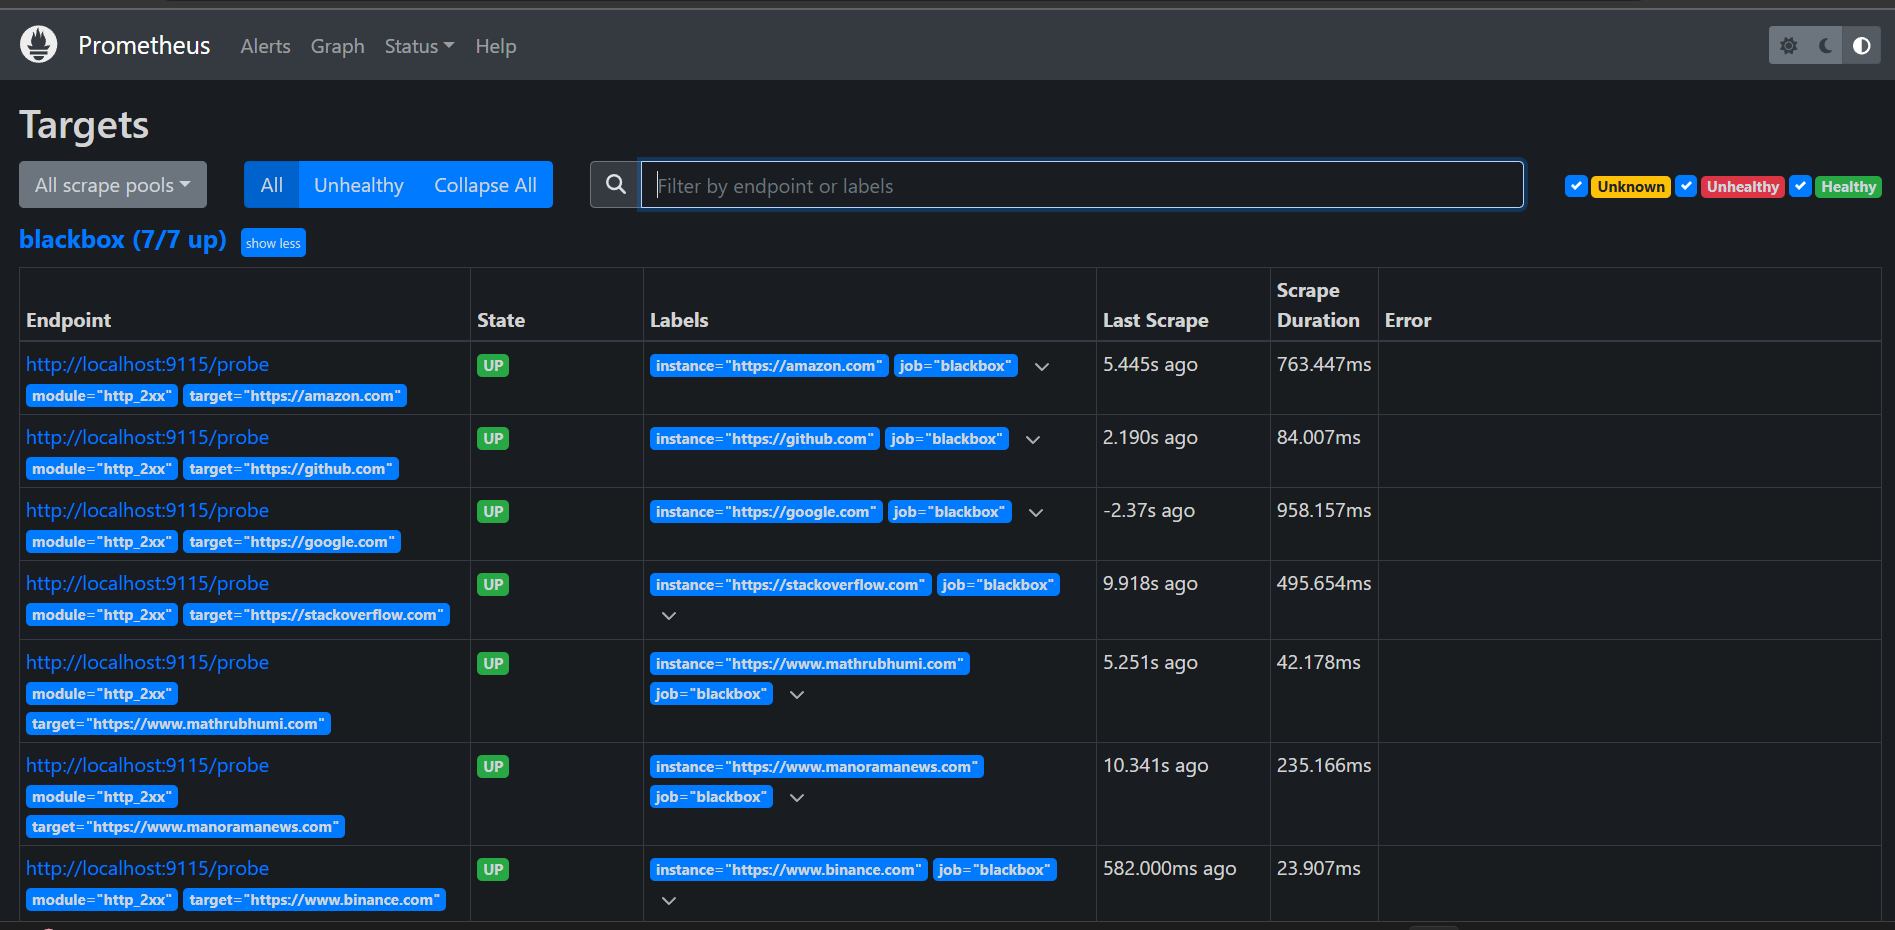 Prometheus Alerts Graph Status Help
Targets
All scrape pools All Unhealthy Collapse All Filter by endpoint or labels Unknown Unhealthy Healthy
blackbox (7/7 up) show less
Endpoint State Labels Last Scrape Scrape Duration Error
http://localhost:9115/probe UP instance="https://amazon.com" job="blackbox" 5.445s ago 763.447ms
module="http_2xx" target="https://amazon.com"
http://localhost:9115/probe UP instance="https://github.com" job="blackbox" 2.190s ago 84.007ms
module="http_2xx" target="https://github.com"
http://localhost:9115/probe UP instance="https://google.com" job="blackbox" -2.37s ago 958.157ms
module="http_2xx" target="https://google.com"
http://localhost:9115/probe UP instance="https://stackoverflow.com" job="blackbox" 9.918s ago 495.654ms
module="http_2xx" target="https://stackoverflow.com"
http://localhost:9115/probe UP instance="https://www.mathrubhumi.com" 5.251s ago 42.178ms
module="http_2xx" job="blackbox"
target="https://www.mathrubhumi.com"
http://localhost:9115/probe UP instance="https://www.manoramanews.com" 10.341s ago 235.166ms
module="http_2xx" job="blackbox"
target="https://www.manoramanews.com"
http://localhost:9115/probe UP instance="https://www.binance.com" job="blackbox" 582.000ms ago 23.907ms
module="http_2xx" target="https://www.binance.com"